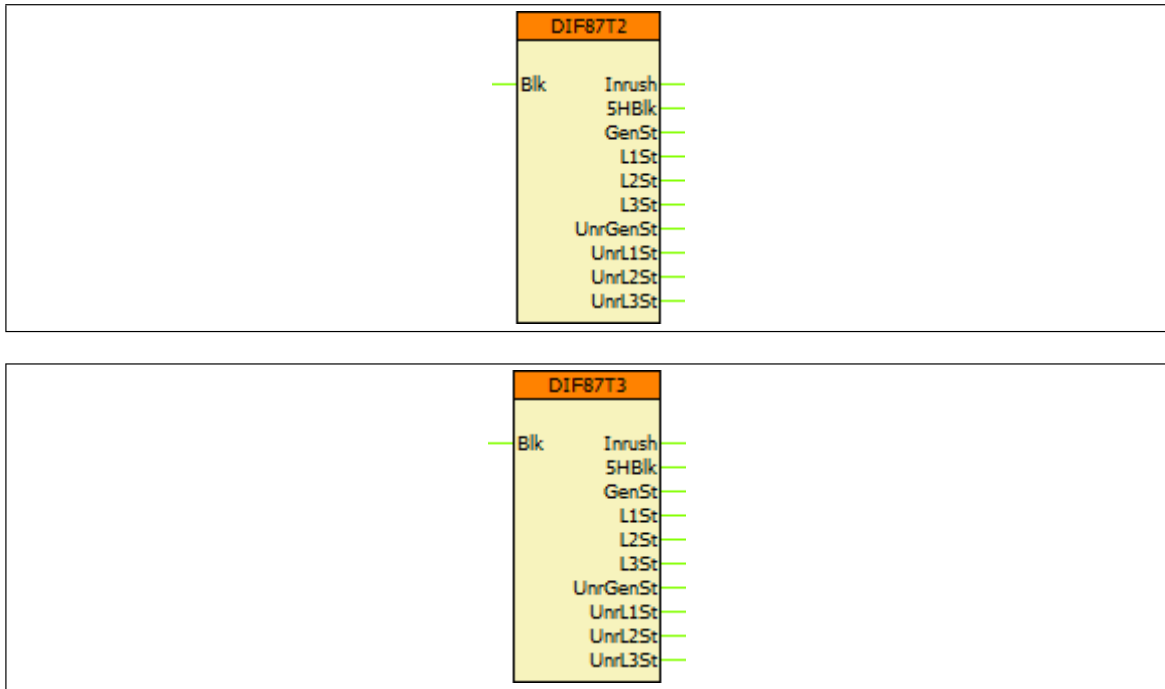 DIF87T2
Blk Inrush
5HBlk
GenSt
L1St
L2St
L3St
UnrGenSt
UnrL1St
UnrL2St
UnrL3St
DIF87T3
Blk Inrush
5HBlk
GenSt
L1St
L2St
L3St
UnrGenSt
UnrL1St
UnrL2St
UnrL3St